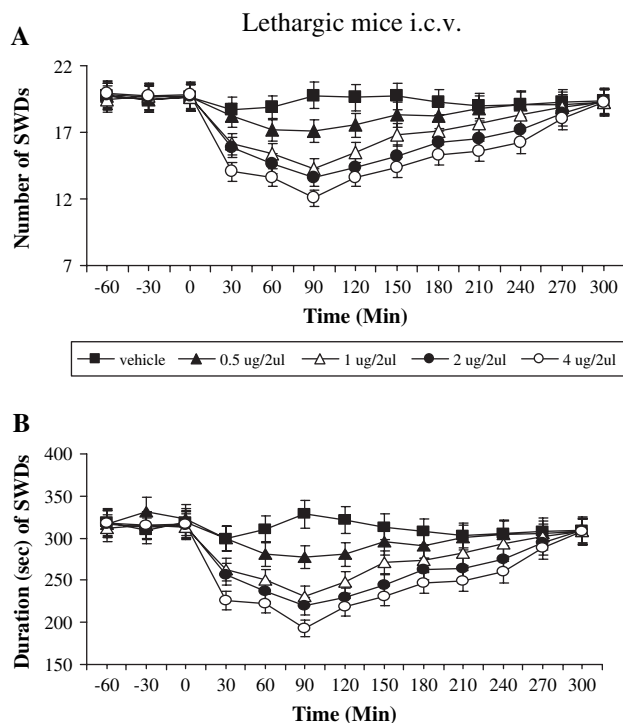 Lethargic mice i.c.v.
A
Number of SWDs
22
17
12
7
-60 -30 0 30 60 90 120 150 180 210 240 270 300
Time (Min)
vehicle 0.5 ug/2ul 1 ug/2ul 2 ug/2ul 4 ug/2ul
B
Duration (sec) of SWDs
400
350
300
250
200
150
-60 -30 0 30 60 90 120 150 180 210 240 270 300
Time (Min)